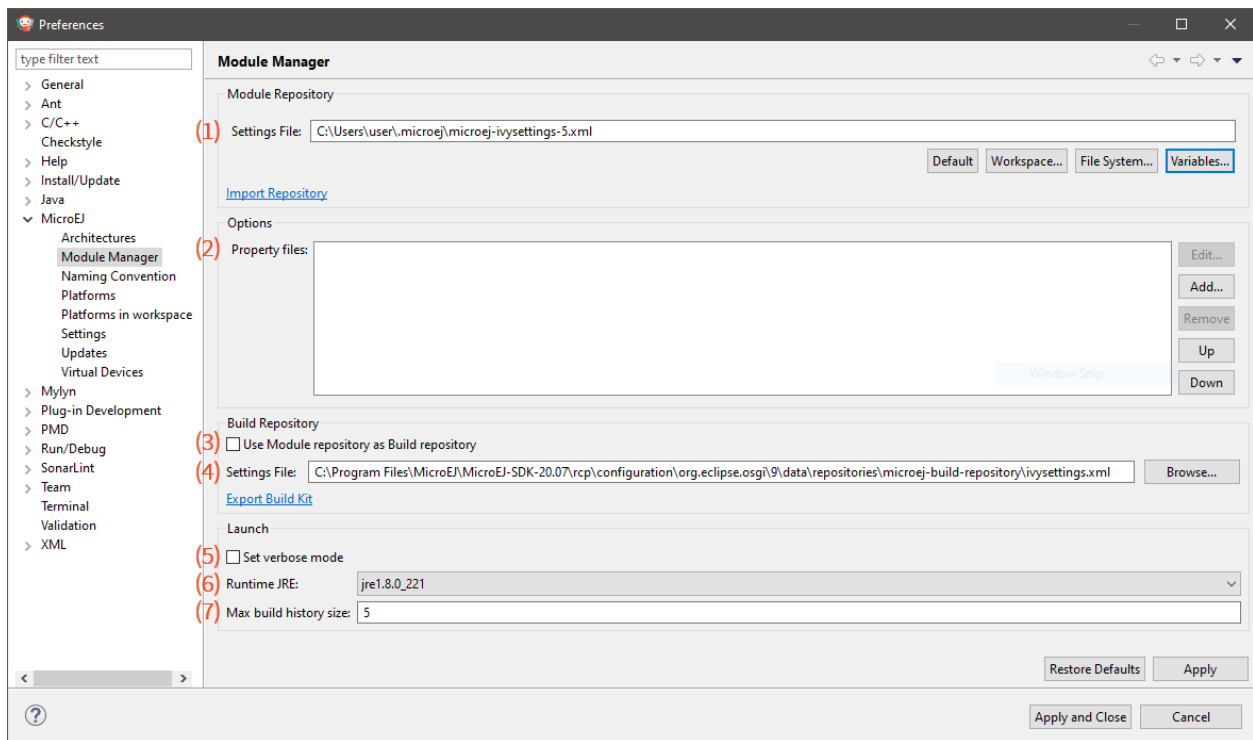 Preferences
type filter text
General
Ant
C/C++
Checkstyle
Help
Install/Update
Java
MicroEJ
Architectures
Module Manager
Naming Convention
Platforms
Platforms in workspace
Settings
Updates
Virtual Devices
Mylyn
Plug-in Development
PMD
Run/Debug
SonarLint
Team
Terminal
Validation
XML
Module Manager
Module Repository
(1) Settings File: C:\Users\user\.microej\microej-ivysettings-5.xml
Default Workspace... File System... Variables...
Import Repository
Options
(2) Property files:
Edit...
Add...
Remove
Up
Window Snip
Down
Build Repository
(3) Use Module repository as Build repository
(4) Settings File: C:\Program Files\MicroEJ\MicroEJ-SDK-20.07\rcp\configuration\org.eclipse.osgi\9\data\repositories\microej-build-repository\ivysettings.xml Browse...
Export Build Kit
Launch
(5) Set verbose mode
(6) Runtime JRE: jre1.8.0_221
(7) Max build history size: 5
Restore Defaults Apply
? Apply and Close Cancel